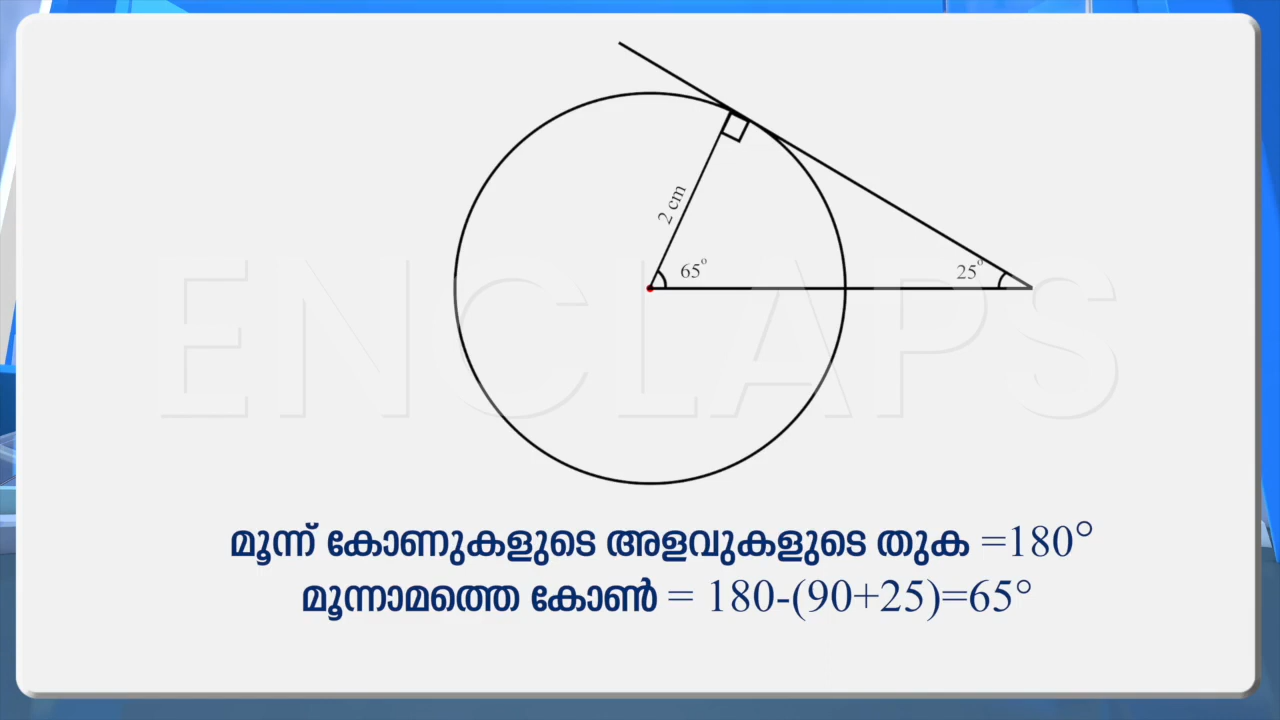 2 cm
65°
25°
ENCLAPS
മൂന്ന് കോണുകളുടെ അളവുകളുടെ തുക =180°
മൂന്നാമത്തെ കോൺ = 180-(90+25)=65°